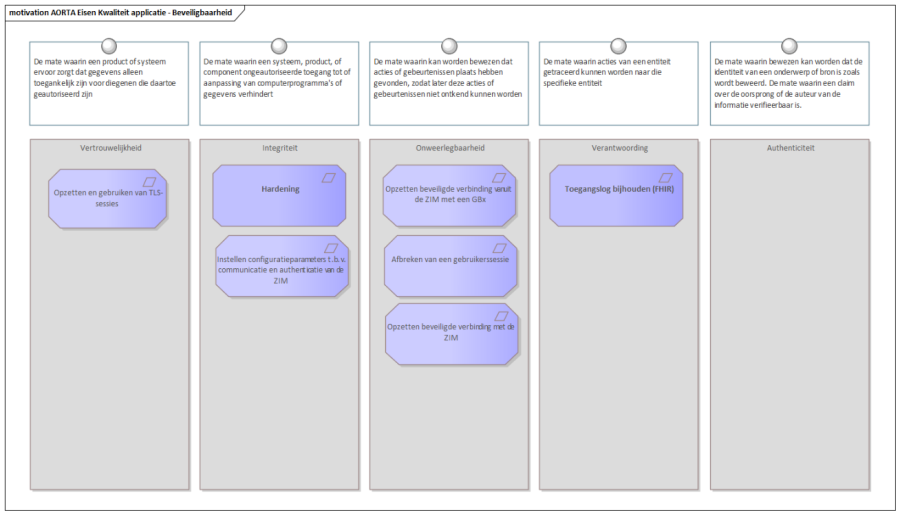 motivation AORTA Eisen Kwaliteit applicatie - Beveiligbaarheid
De mate waarin een product of systeem
ervoor zorgt dat gegevens alleen
toegankelijk zijn voor diegenen die daartoe
geautoriseerd zijn
De mate waarin een systeem, product, of
component ongeautoriseerde toegang tot of
aanpassing van computerprogramma's of
gegevens verhindert
De mate waarin kan worden bewezen dat
acties of gebeurtenissen plaats hebben
gevonden, zodat later deze acties of
gebeurtenissen niet ontkend kunnen worden
De mate waarin acties van een entiteit
getraceerd kunnen worden naar die
specifieke entiteit
De mate waarin bewezen kan worden dat de
identiteit van een onderwerp of bron is zoals
wordt beweerd. De mate waarin een claim
over de oorsprong of de auteur van de
informatie verifieerbaar is.
Vertrouwelijkheid
Opzetten en gebruiken van TLS-
sessies
Integriteit
Hardening
Instellen configuratieparameters t.b.v.
communicatie en authenticatie van de
ZIM
Onweerlegbaarheid
Opzetten beveiligde verbinding vanuit
de ZIM met een GBx
Afbreken van een gebruikerssessie
Opzetten beveiligde verbinding met de
ZIM
Verantwoording
Toegangslog bijhouden (FHIR)
Authenticiteit